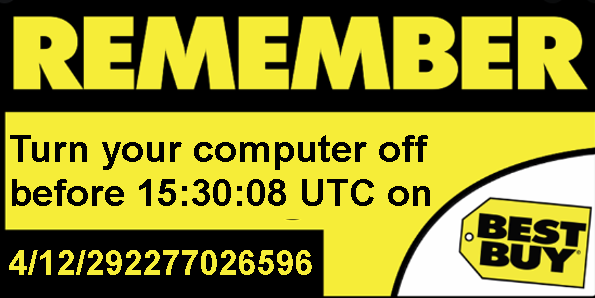 REMEMBER
Turn your computer off
before 15:30:08 UTC on
4/12/292277026596
BEST
BUY